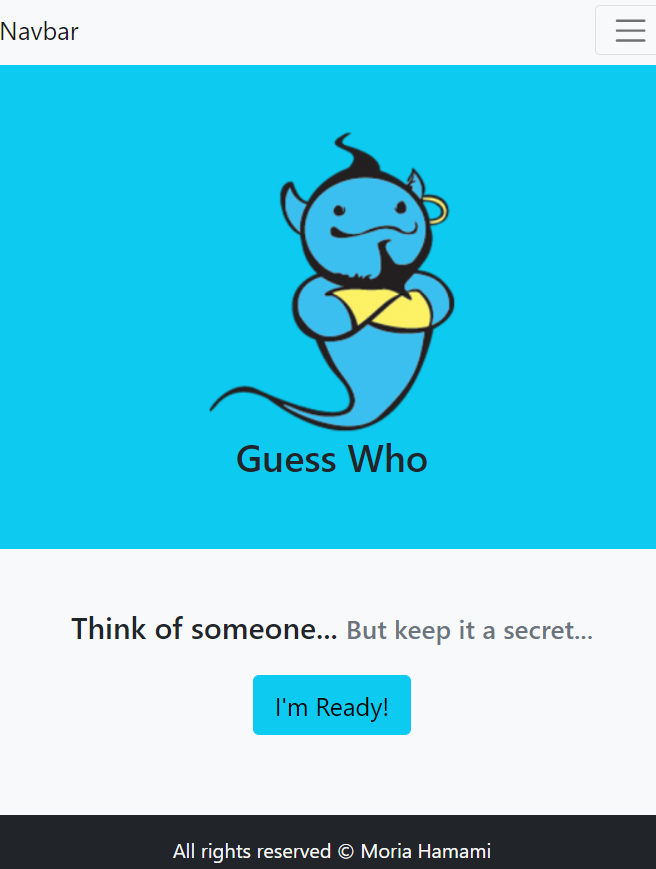 Navbar
Guess Who
Think of someone... But keep it a secret...
I'm Ready!
All rights reserved © Moria Hamami